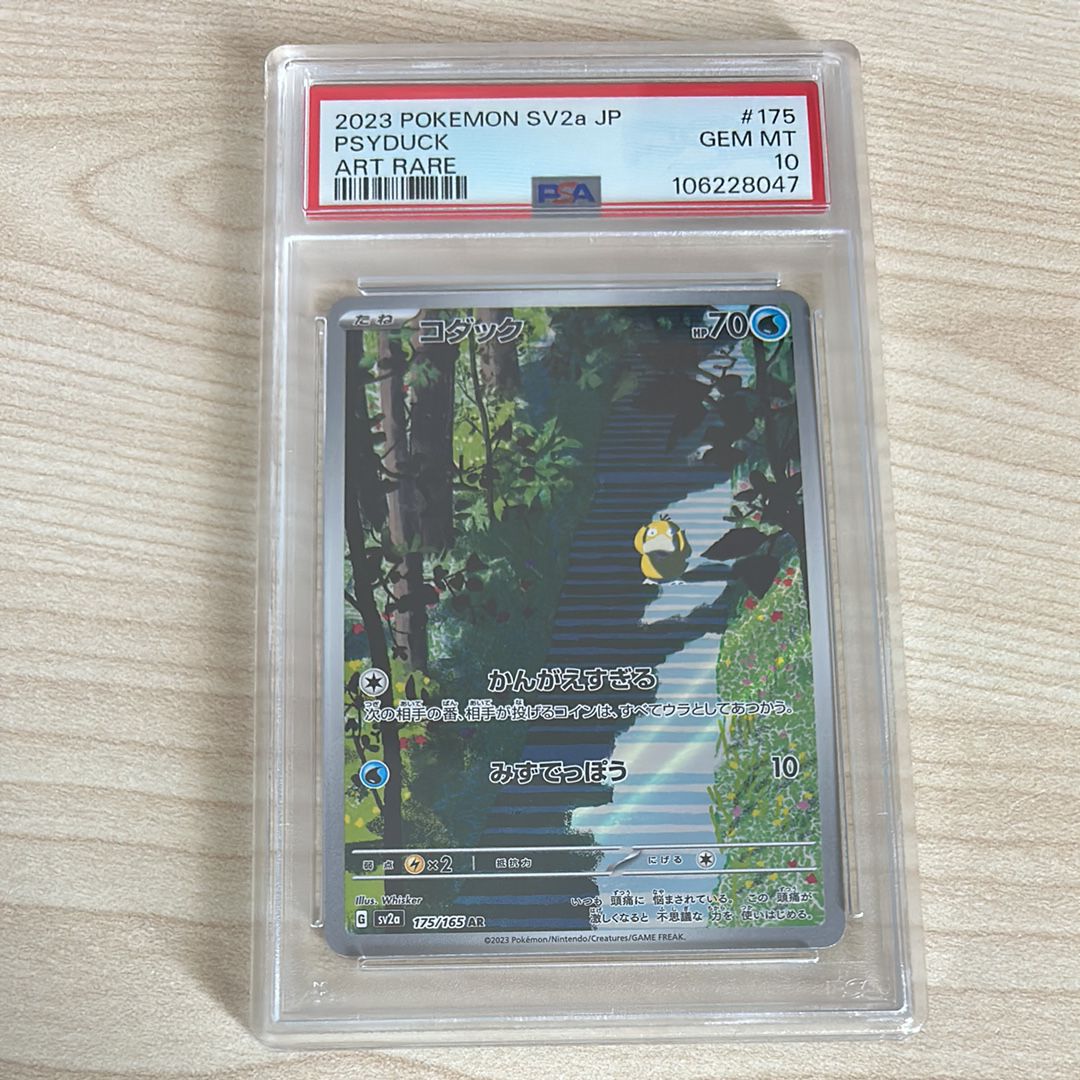 2023 POKEMON SV2a JP #175
PSYDUCK GEM MT
ART RARE 10
PSA 106228047
たね コダック HP70
かんがえすぎる
次の相手の番、相手が投げるコインは、すべてウラとしてあつかう。
みずでっぽう 10
弱点 ×2 抵抗力 にげる
Illus. Whisker
いつも 頭痛に 悩まされている。 この 頭痛が
激しくなると 不思議な 力を 使いはじめる。
G sv2a 175/165 AR
©2023 Pokémon/Nintendo/Creatures/GAME FREAK.